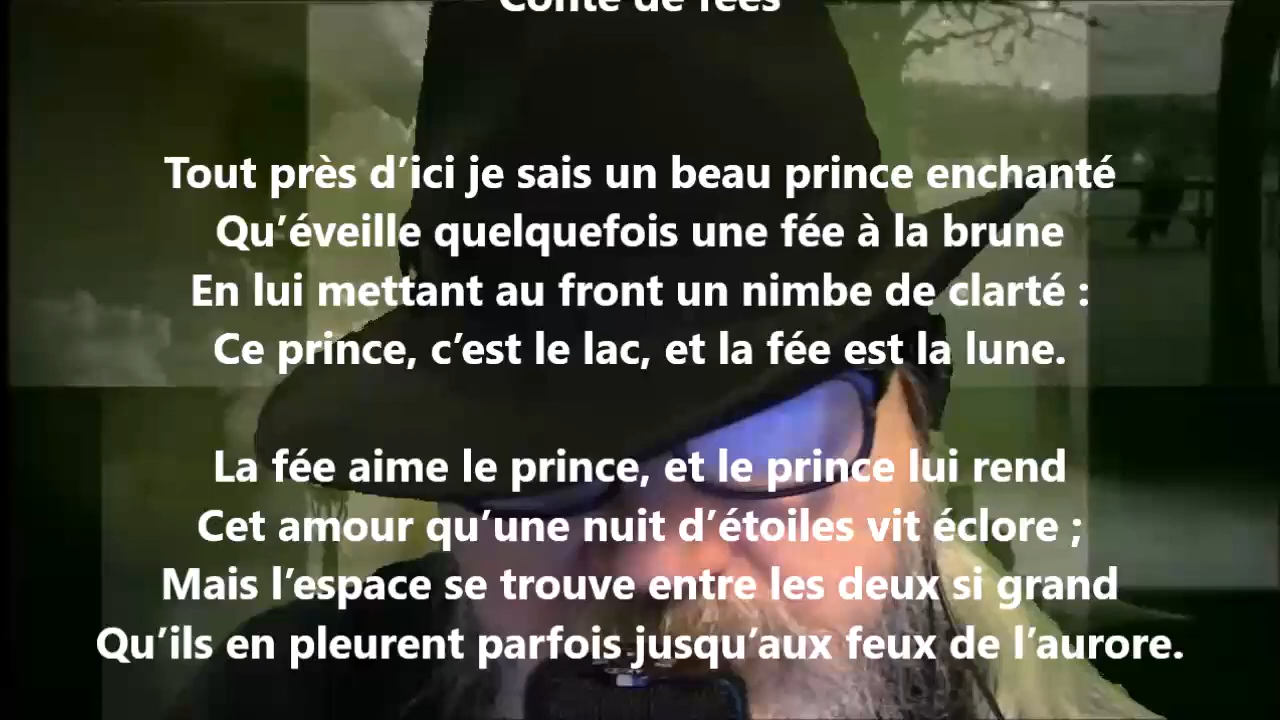 Conte de fées
Tout près d’ici je sais un beau prince enchanté
Qu’éveille quelquefois une fée à la brune
En lui mettant au front un nimbe de clarté :
Ce prince, c’est le lac, et la fée est la lune.
La fée aime le prince, et le prince lui rend
Cet amour qu’une nuit d’étoiles vit éclore ;
Mais l’espace se trouve entre les deux si grand
Qu’ils en pleurent parfois jusqu’aux feux de l’aurore.